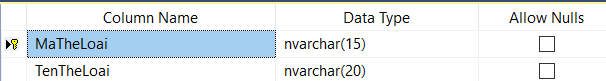 Column Name Data Type Allow Nulls
MaTheLoai nvarchar(15)
TenTheLoai nvarchar(20)